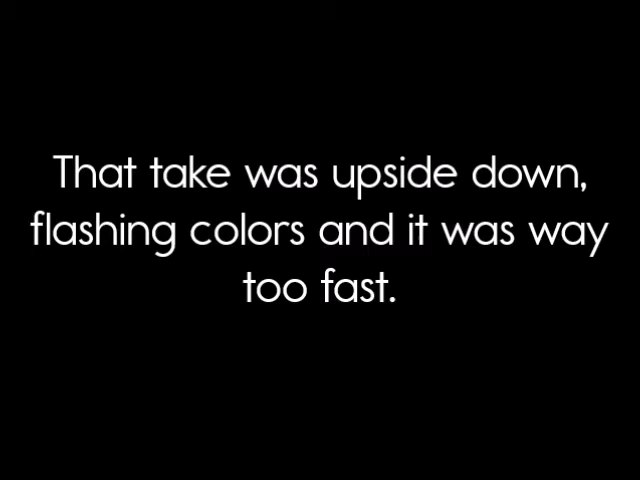 That take was upside down,
flashing colors and it was way
too fast.